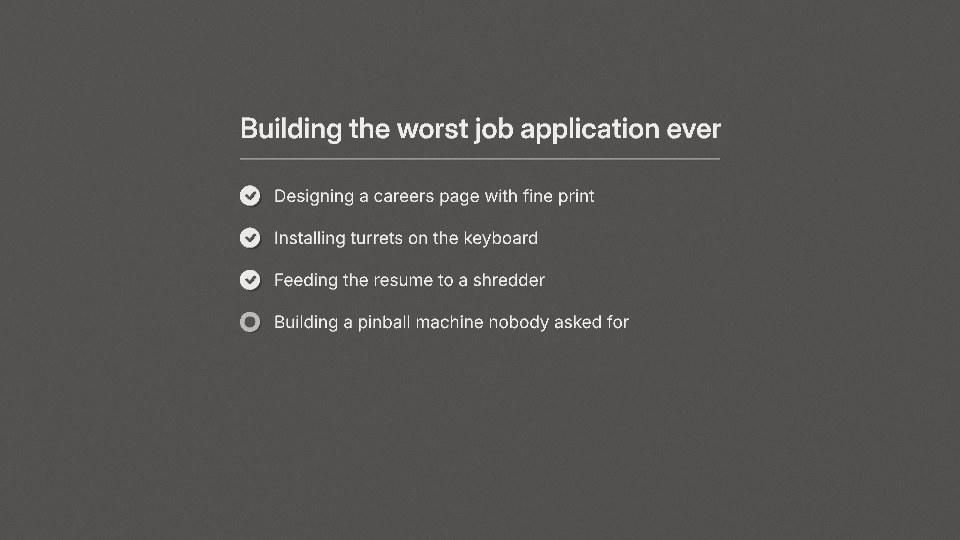 Building the worst job application ever
Designing a careers page with fine print
Installing turrets on the keyboard
Feeding the resume to a shredder
Building a pinball machine nobody asked for